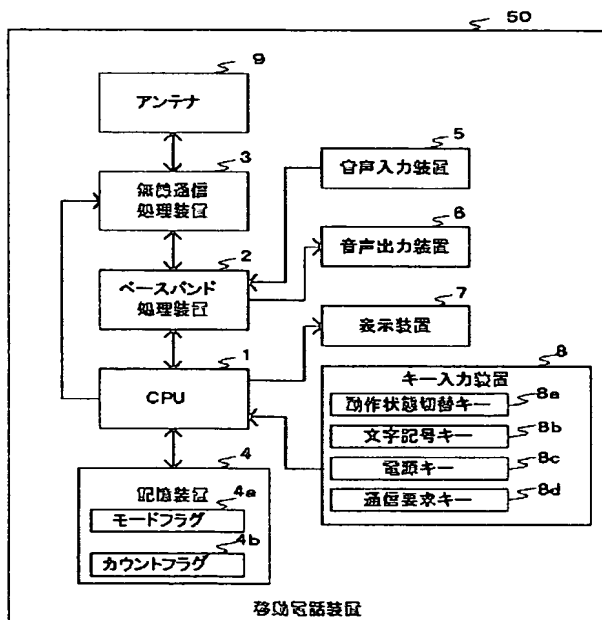 50
9
アンテナ
3
無線通信
処理装置
5
音声入力装置
6
音声出力装置
2
ベースバンド
処理装置
7
表示装置
1
CPU
8
キー入力装置
動作状態切替キー
8a
文字記号キー
8b
電源キー
8c
通信要求キー
8d
4
記憶装置
4a
モードフラグ
4b
カウントフラグ
移動電話装置